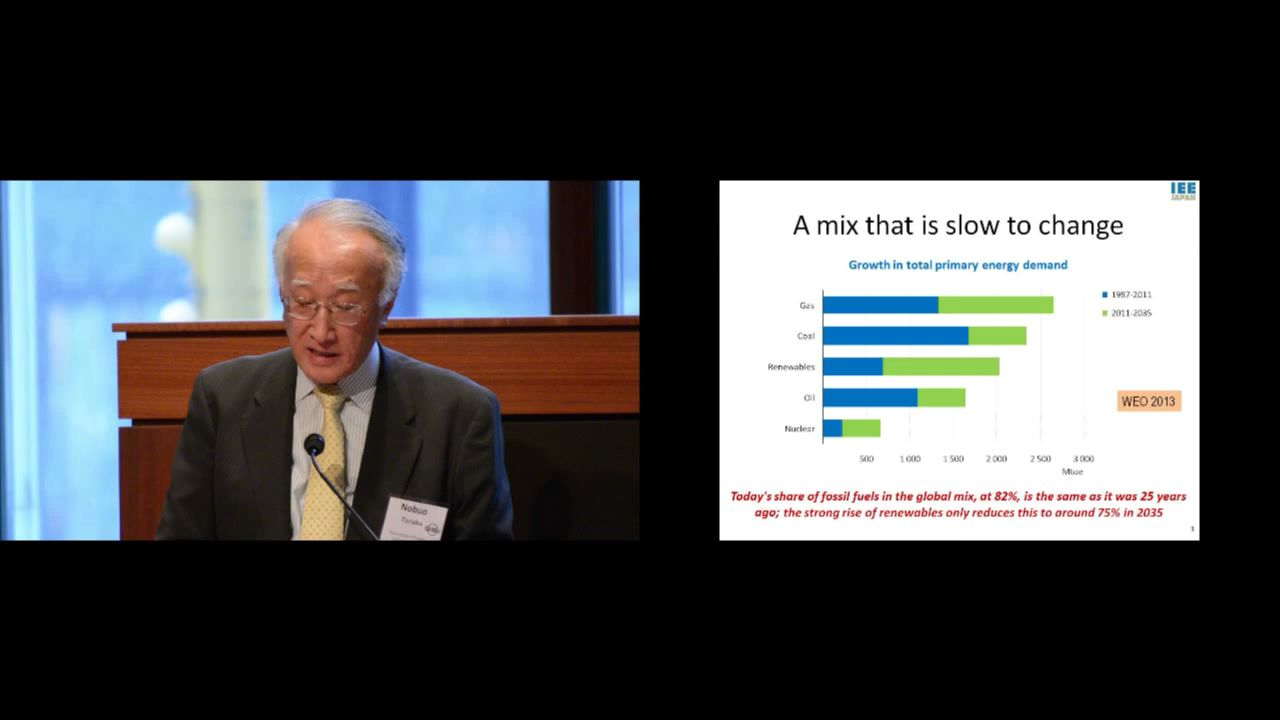 Nobuo
Tanaka
IEE
JAPAN
A mix that is slow to change
Growth in total primary energy demand
Gas
Coal
Renewables
Oil
Nuclear
500 1 000 1 500 2 000 2 500 3 000
Mtoe
1987-2011
2011-2035
WEO 2013
Today's share of fossil fuels in the global mix, at 82%, is the same as it was 25 years
ago; the strong rise of renewables only reduces this to around 75% in 2035
1